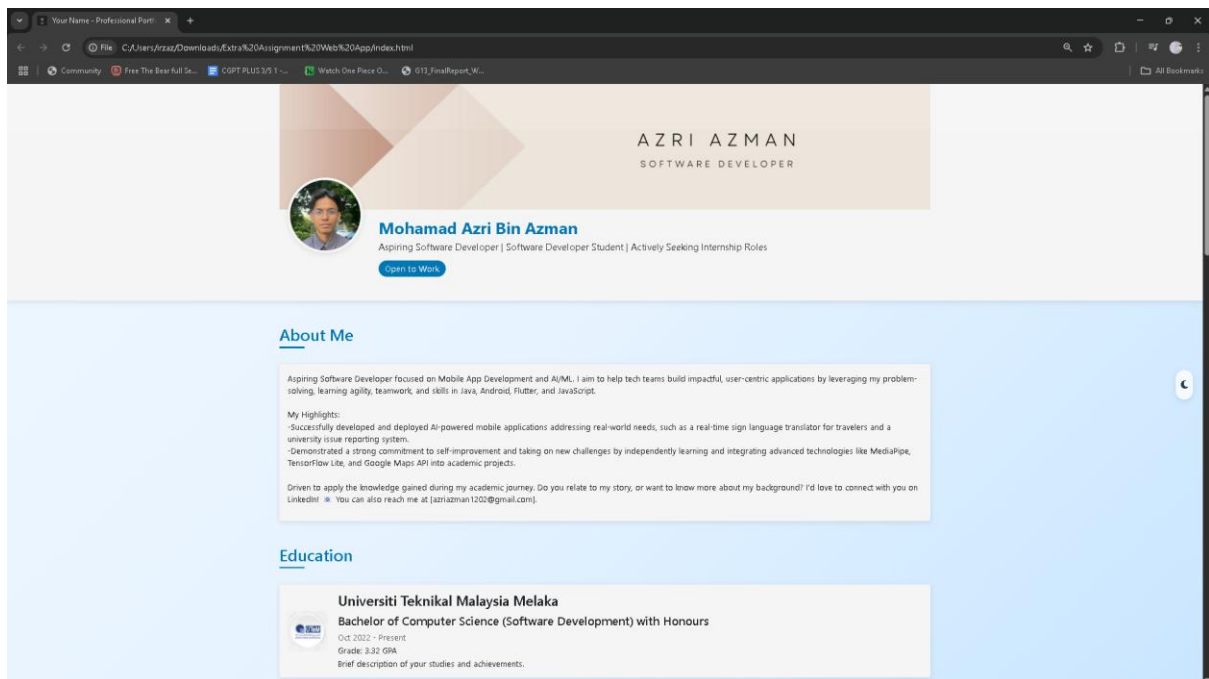 Your Name - Professional Portf
File C:/Users/irzaz/Downloads/Extra%20Assignment%20Web%20App/index.html
Community Free The Bear full Se... CGPT PLUS 3/5 1 -... Watch One Piece O... G13_FinalReport_W... All Bookmarks
AZRI AZMAN
SOFTWARE DEVELOPER
Mohamad Azri Bin Azman
Aspiring Software Developer | Software Developer Student | Actively Seeking Internship Roles
Open to Work
About Me
Aspiring Software Developer focused on Mobile App Development and AI/ML. I aim to help tech teams build impactful, user-centric applications by leveraging my problem-
solving, learning agility, teamwork, and skills in Java, Android, Flutter, and JavaScript.
My Highlights:
-Successfully developed and deployed AI-powered mobile applications addressing real-world needs, such as a real-time sign language translator for travelers and a
university issue reporting system.
-Demonstrated a strong commitment to self-improvement and taking on new challenges by independently learning and integrating advanced technologies like MediaPipe,
TensorFlow Lite, and Google Maps API into academic projects.
Driven to apply the knowledge gained during my academic journey. Do you relate to my story, or want to know more about my background? I'd love to connect with you on
LinkedIn! You can also reach me at [azriazman1202@gmail.com].
Education
Universiti Teknikal Malaysia Melaka
Bachelor of Computer Science (Software Development) with Honours
Oct 2022 - Present
Grade: 3.32 GPA
Brief description of your studies and achievements.